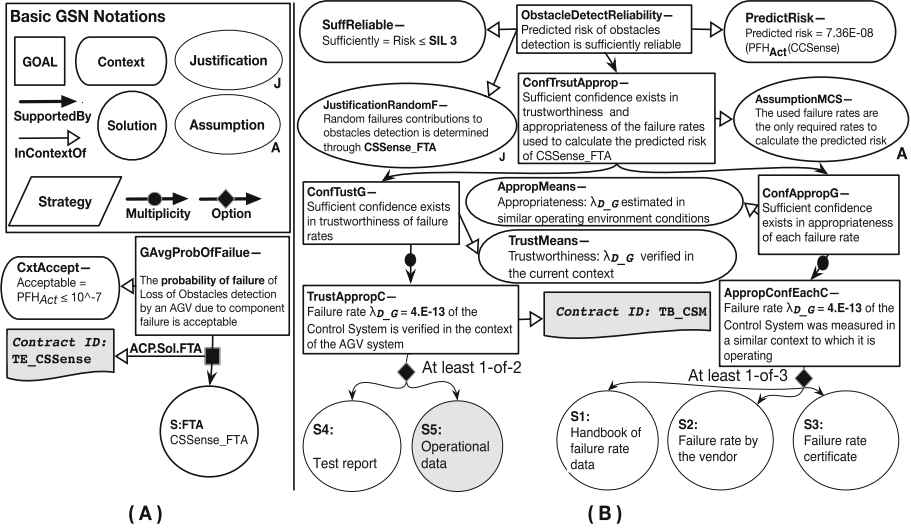 Basic GSN Notations
GOAL
Context
Justification
J
SupportedBy
InContextOf
Solution
Assumption
A
Strategy
Multiplicity
Option
CxtAccept—
Acceptable =
PFHAct ≤ 10^-7
GAvgProbOfFailue—
The probability of failure of
Loss of Obstacles detection
by an AGV due to component
failure is acceptable
Contract ID:
TE_CSSense
ACP.Sol.FTA
S:FTA
CSSense_FTA
( A )
SuffReliable—
Sufficiently = Risk ≤ SIL 3
ObstacleDetectReliability—
Predicted risk of obstacles
detection is sufficiently reliable
PredictRisk—
Predicted risk = 7.36E-08
(PFHAct(CCSense)
JustificationRandomF—
Random failures contributions to
obstacles detection is determined
through CSSense_FTA
J
ConfTrsutApprop—
Sufficient confidence exists in
trustworthiness and
appropriateness of the failure rates
used to calculate the predicted risk
of CSSense_FTA
AssumptionMCS—
The used failure rates are
the only required rates to
calculate the predicted risk
A
ConfTustG—
Sufficient confidence exists
in trustworthiness of failure
rates
AppropMeans—
Appropriateness: λD_G estimated in
similar operating environment conditions
TrustMeans—
Trustworthiness: λD_G verified in
the current context
ConfAppropG—
Sufficient confidence
exists in appropriateness
of each failure rate
TrustAppropC—
Failure rate λD_G = 4.E-13 of the
Control System is verified in the context
of the AGV system
Contract ID: TB_CSM
AppropConfEachC—
Failure rate λD_G = 4.E-13 of the
Control System was measured in
a similar context to which it is
operating
At least 1-of-2
At least 1-of-3
S4:
Test report
S5:
Operational
data
S1:
Handbook of
failure rate
data
S2:
Failure rate by
the vendor
S3:
Failure rate
certificate
( B )